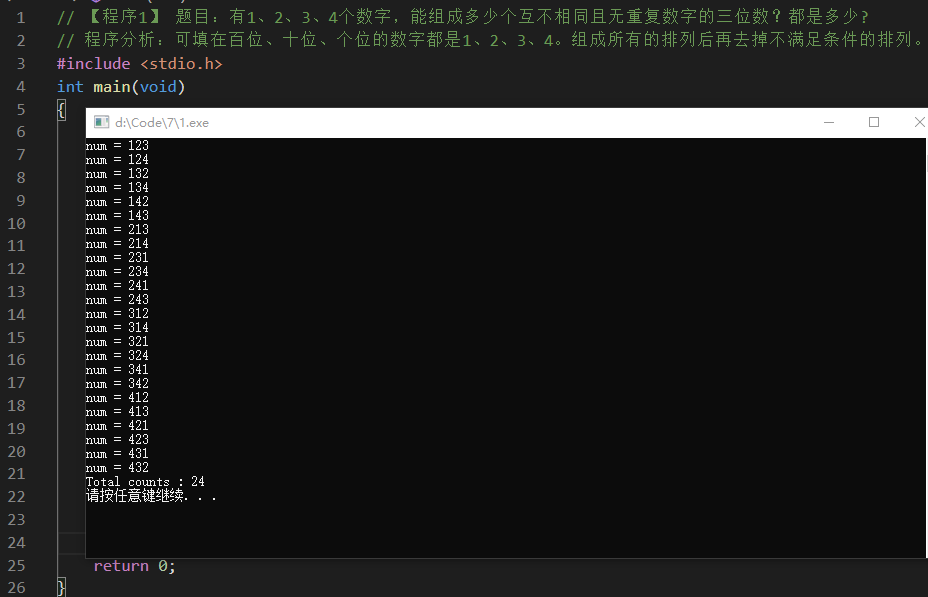 1 // 【程序1】 题目：有1、2、3、4个数字，能组成多少个互不相同且无重复数字的三位数？都是多少?
2 // 程序分析：可填在百位、十位、个位的数字都是1、2、3、4。组成所有的排列后再去掉不满足条件的排列。
3 #include <stdio.h>
4 int main(void)
5 {
d:\Code\7\1.exe
6
num = 123
num = 124
7
num = 132
num = 134
8
num = 142
9
num = 143
num = 213
10
num = 214
11
num = 231
num = 234
12
num = 241
13
num = 243
num = 312
14
num = 314
15
num = 321
num = 324
16
num = 341
17
num = 342
18
num = 412
num = 413
19
num = 421
20
num = 423
num = 431
21
num = 432
Total counts : 24
22
请按任意键继续. . .
23
24
25 return 0;
26 }